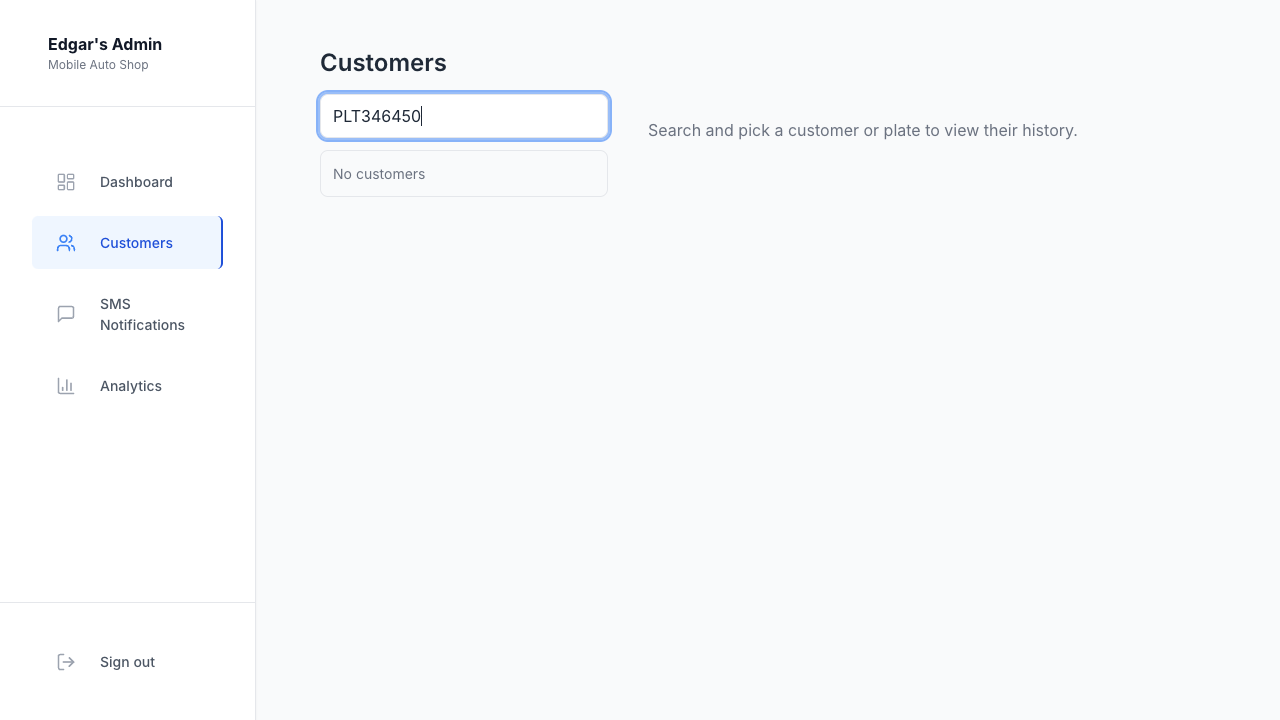 Edgar's Admin
Mobile Auto Shop
Dashboard
Customers
SMS
Notifications
Analytics
Sign out
Customers
PLT346450
No customers
Search and pick a customer or plate to view their history.